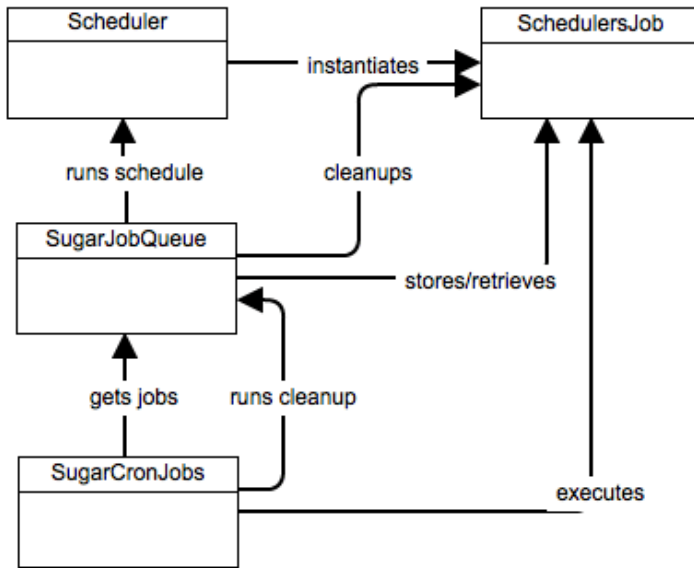 Scheduler
SchedulersJob
instantiates
runs schedule
cleanups
SugarJobQueue
stores/retrieves
gets jobs
runs cleanup
SugarCronJobs
executes